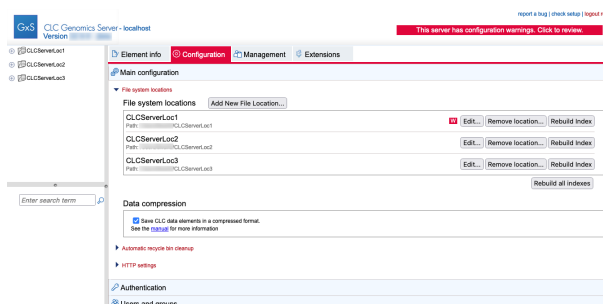 report a bug | check setup | logout r
GxS
CLC Genomics Server - localhost
Version
This server has configuration warnings. Click to review.
CLCServerLoc1
CLCServerLoc2
CLCServerLoc3
Enter search term
Element info
Configuration
Management
Extensions
Main configuration
File system locations
File system locations
Add New File Location...
CLCServerLoc1
W
Edit...
Remove location...
Rebuild Index
Path: /CLCServerLoc1
CLCServerLoc2
Edit...
Remove location...
Rebuild Index
Path: /CLCServerLoc2
CLCServerLoc3
Edit...
Remove location...
Rebuild Index
Path: /CLCServerLoc3
Rebuild all indexes
Data compression
Save CLC data elements in a compressed format.
See the manual for more information
Automatic recycle bin cleanup
HTTP settings
Authentication
Users and groups